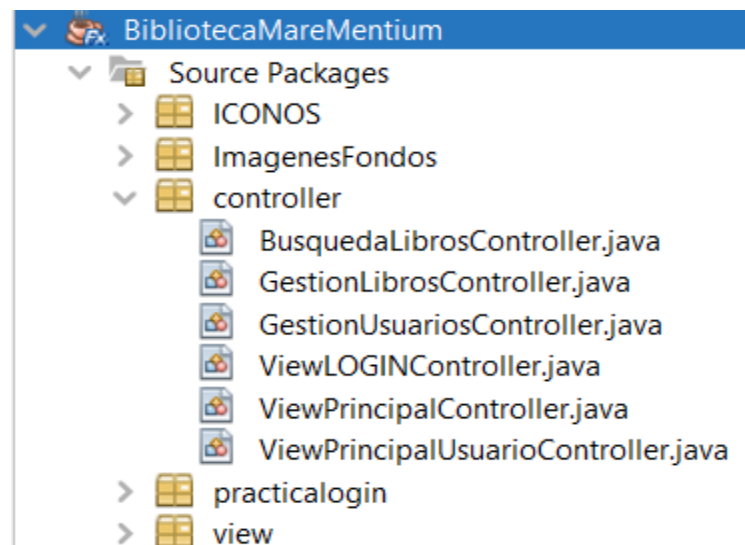 BibliotecaMareMentium
Source Packages
ICONOS
ImagenesFondos
controller
BusquedaLibrosController.java
GestionLibrosController.java
GestionUsuariosController.java
ViewLOGINController.java
ViewPrincipalController.java
ViewPrincipalUsuarioController.java
practicalogin
view